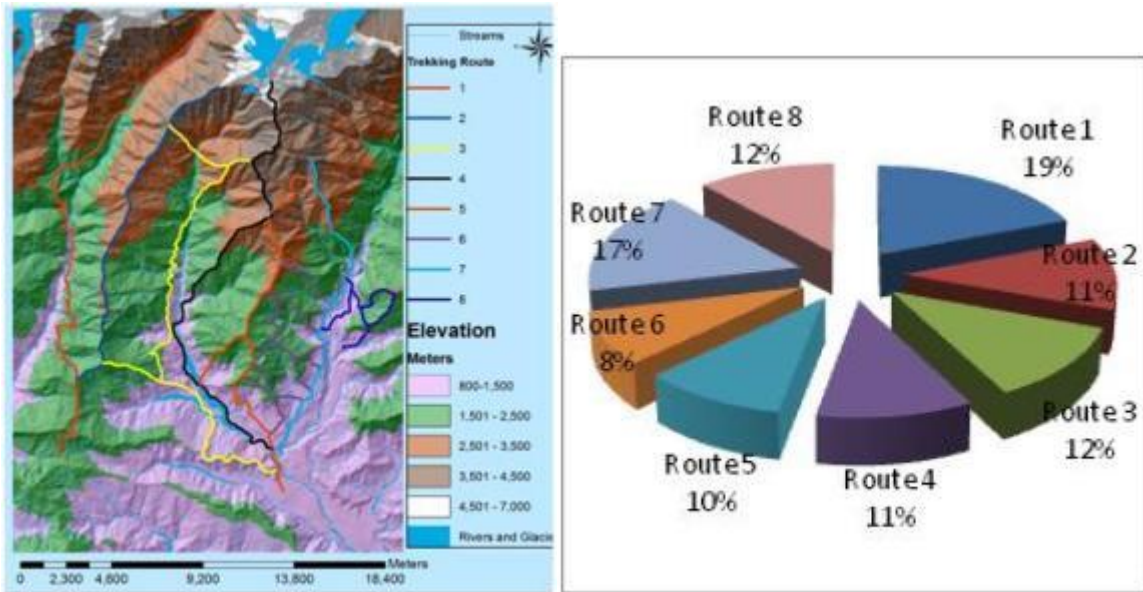 Streams
Trekking Route
1
2
3
4
5
6
7
8
Elevation
Meters
800-1,500
1,501 - 2,500
2,501 - 3,500
3,501 - 4,500
4,501 - 7,000
Rivers and Glacie
Meters
0 2,300 4,600 9,200 13,800 18,400
Route 8
12%
Route 1
19%
Route 7
17%
Route 2
11%
Route 6
8%
Route 3
12%
Route 5
10%
Route 4
11%